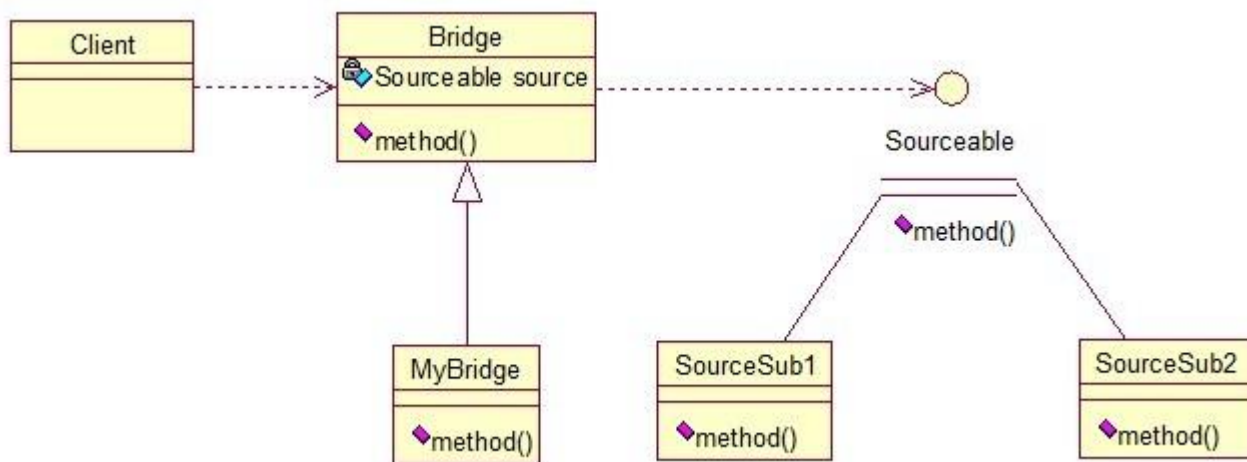 Client
Bridge
Sourceable source
method()
Sourceable
method()
MyBridge
method()
SourceSub1
method()
SourceSub2
method()